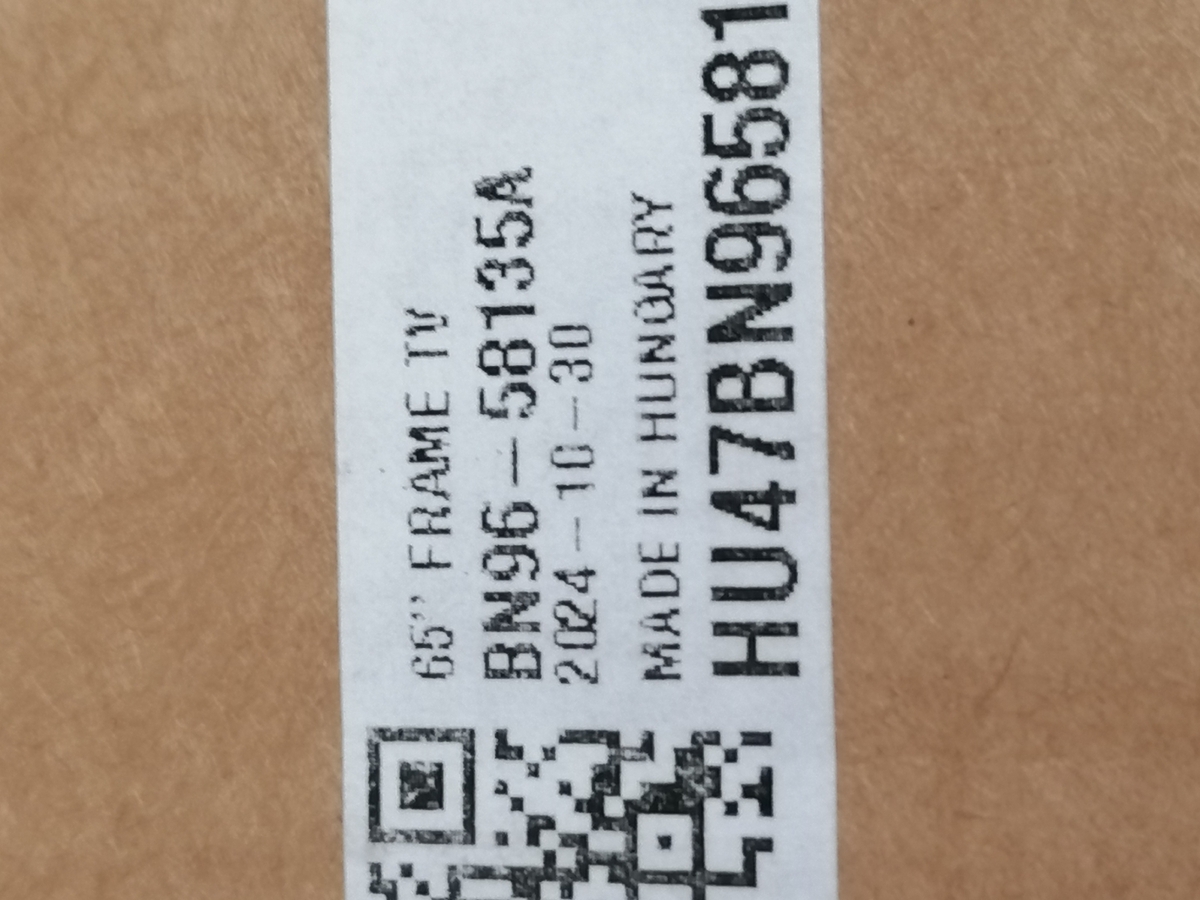 65'' FRAME TV
BN96-58135A
2024-10-30
MADE IN HUNGARY
HU47BN96581